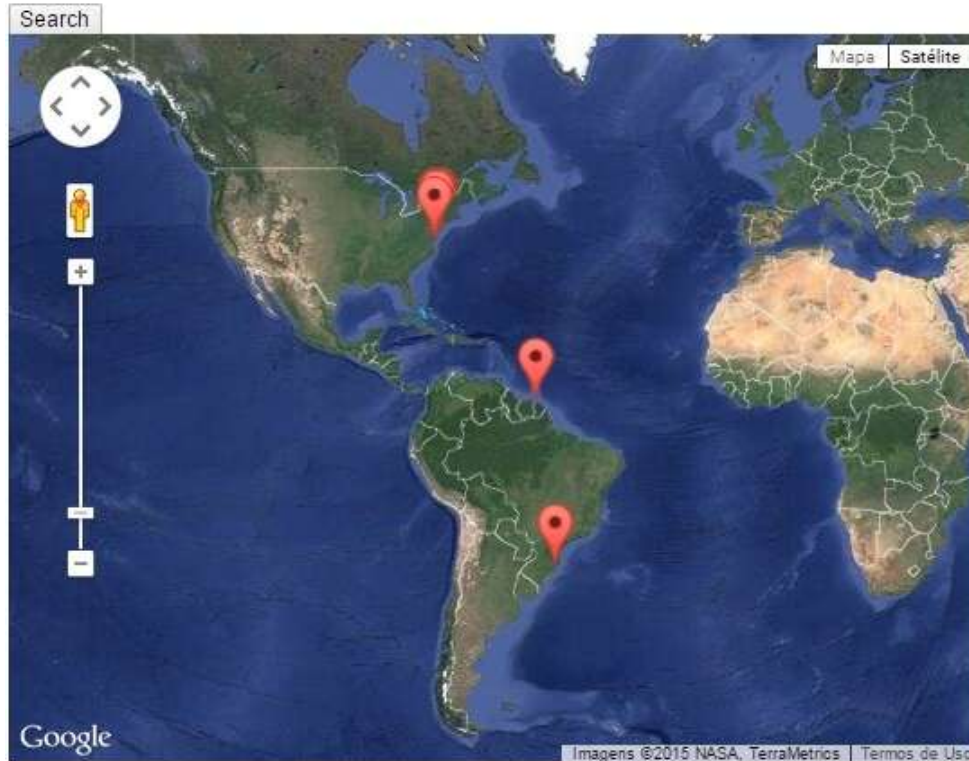 Search
Mapa Satélite
Google
Imagens ©2015 NASA, TerraMetrics Termos de Uso